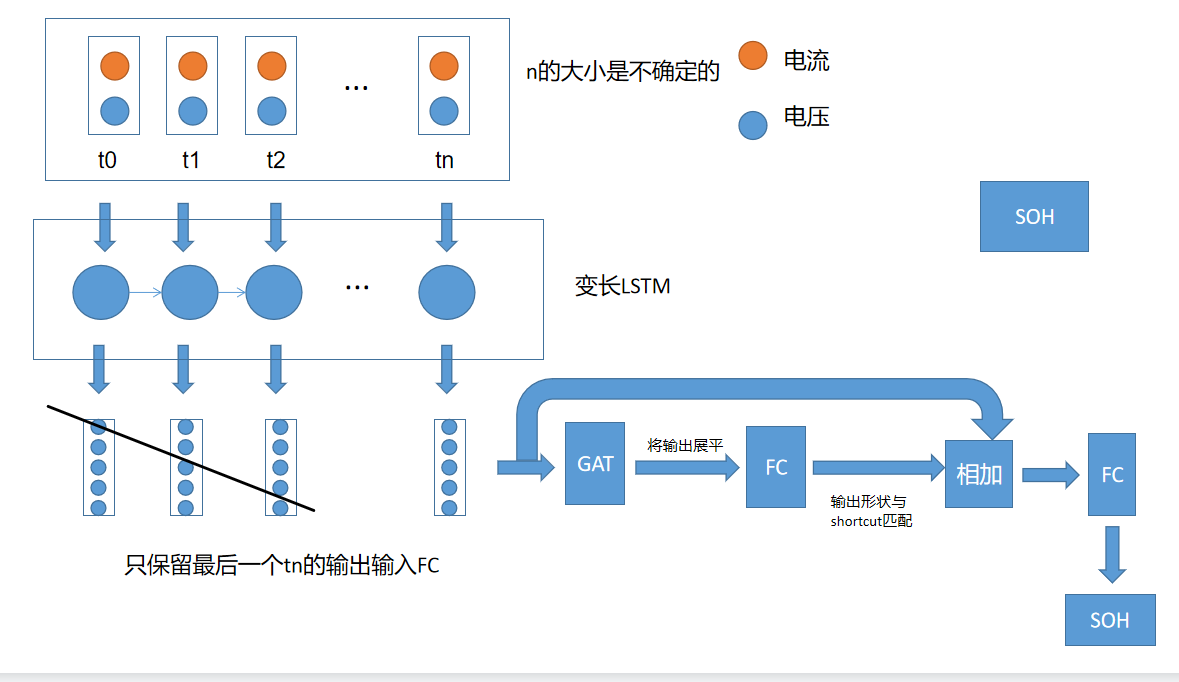 n的大小是不确定的
电流
电压
t0
t1
t2
...
tn
SOH
...
变长LSTM
GAT
将输出展平
FC
相加
FC
输出形状与
shortcut匹配
只保留最后一个tn的输出输入FC
SOH